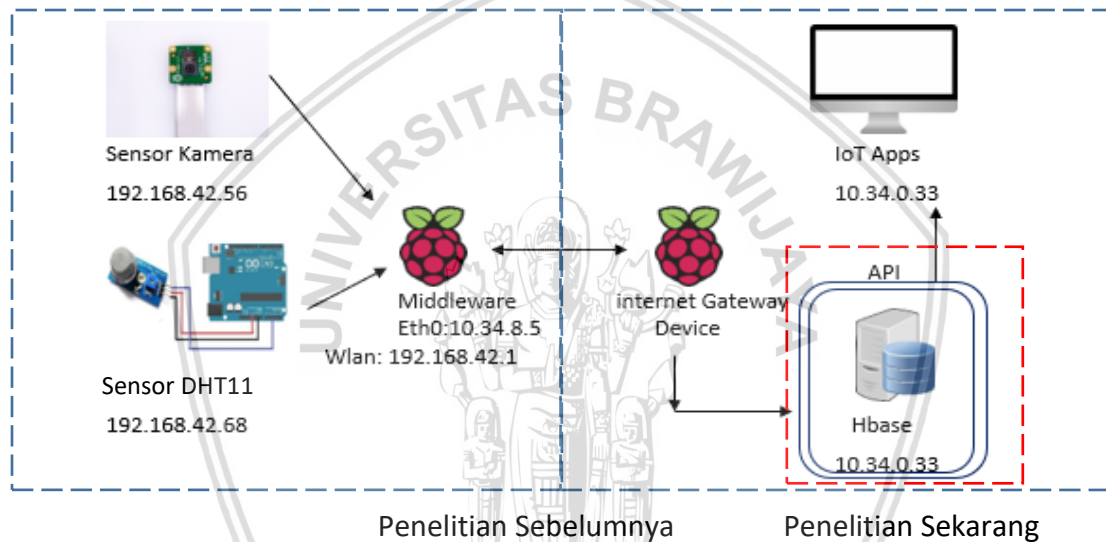 UNIVERSITAS BRAWIJAYA
Sensor Kamera
192.168.42.56
Sensor DHT11
192.168.42.68
Middleware
Eth0:10.34.8.5
Wlan: 192.168.42.1
internet Gateway
Device
IoT Apps
10.34.0.33
API
Hbase
10.34.0.33
Penelitian Sebelumnya
Penelitian Sekarang